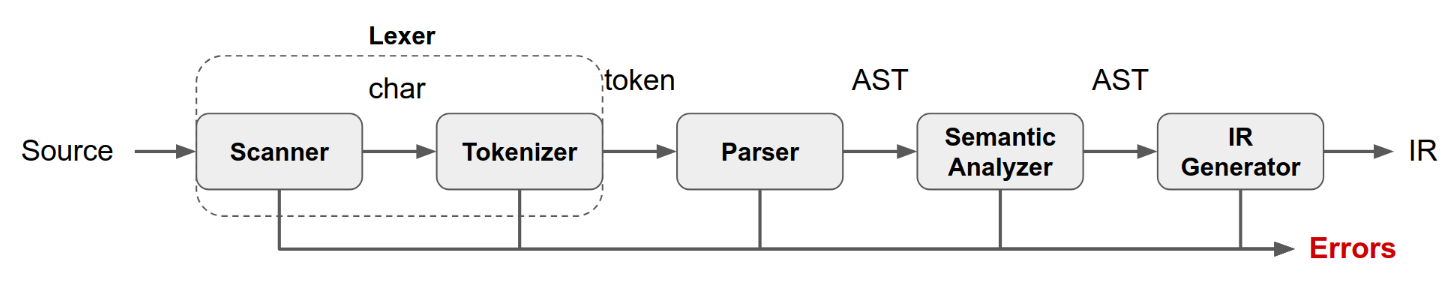 Lexer
char
token
AST
AST
Source
Scanner
Tokenizer
Parser
Semantic
Analyzer
IR
Generator
IR
Errors